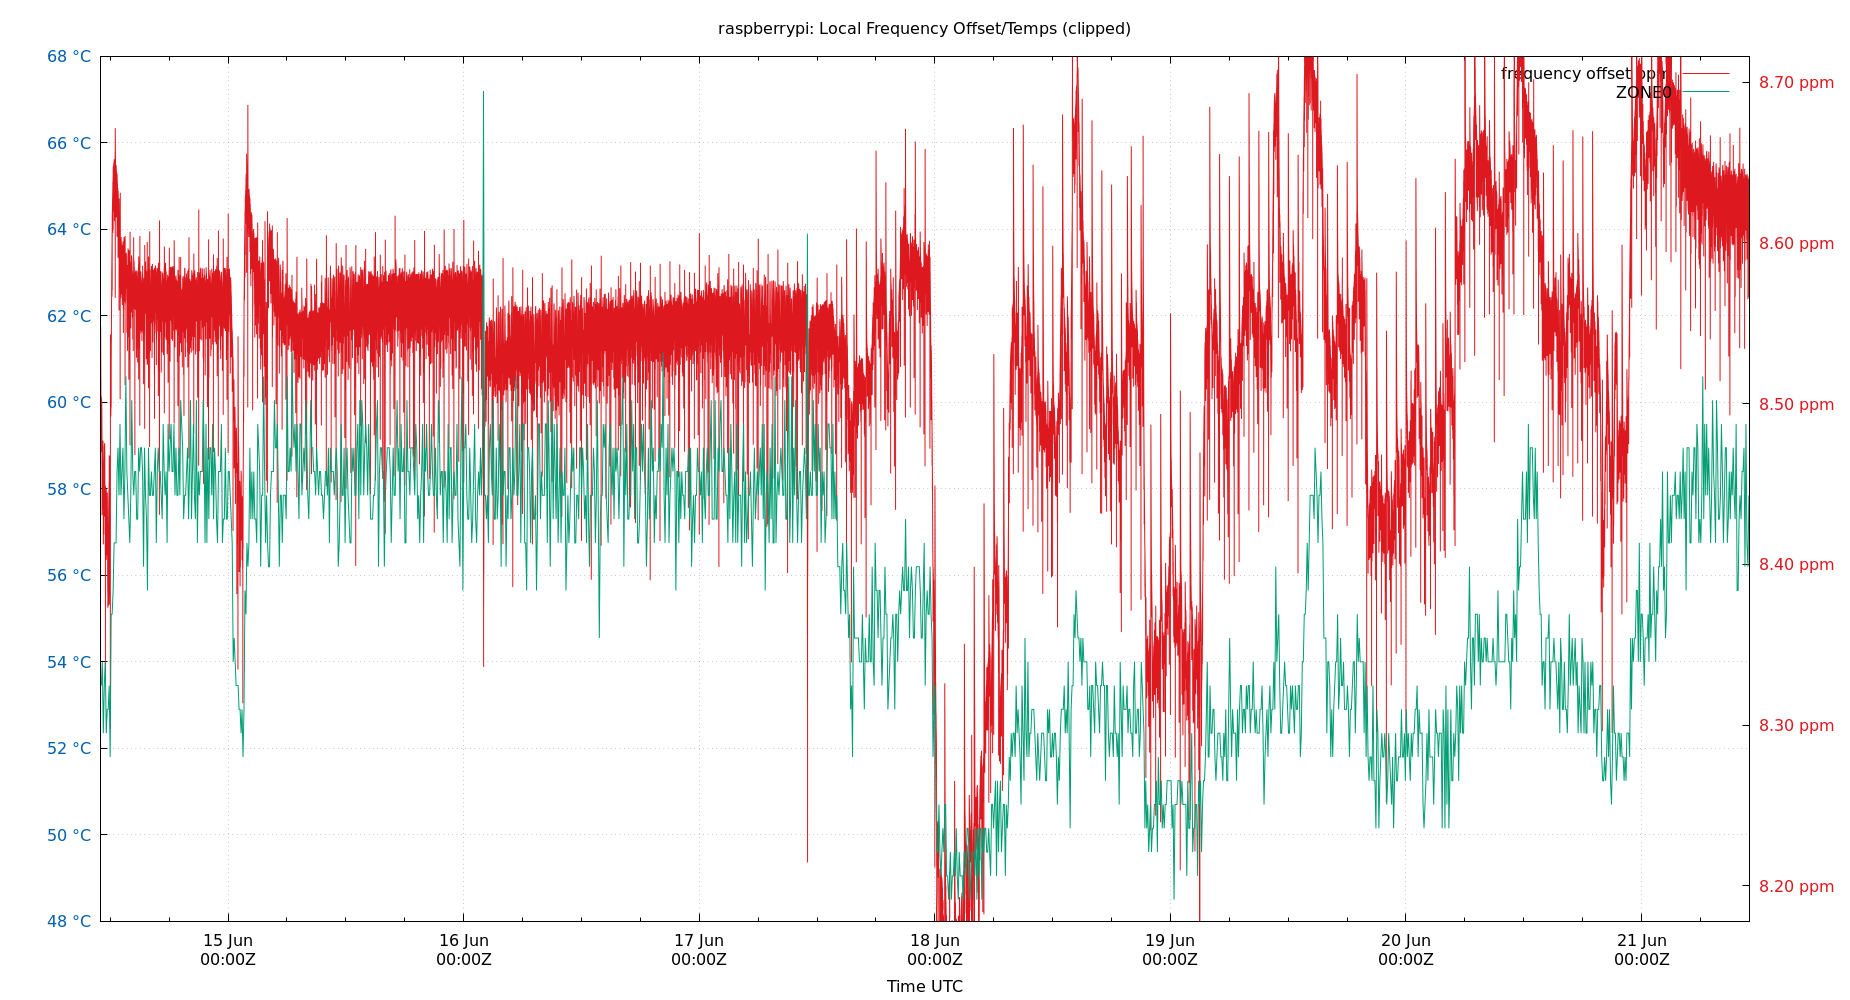 raspberrypi: Local Frequency Offset/Temps (clipped)
68 °C
66 °C
64 °C
62 °C
60 °C
58 °C
56 °C
54 °C
52 °C
50 °C
48 °C
frequency offset ppm
ZONE0
8.70 ppm
8.60 ppm
8.50 ppm
8.40 ppm
8.30 ppm
8.20 ppm
15 Jun 16 Jun 17 Jun 18 Jun 19 Jun 20 Jun 21 Jun
00:00Z 00:00Z 00:00Z 00:00Z 00:00Z 00:00Z 00:00Z
Time UTC